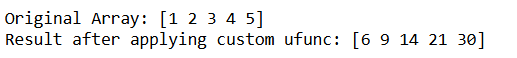 Original Array: [1 2 3 4 5]
Result after applying custom ufunc: [6 9 14 21 30]